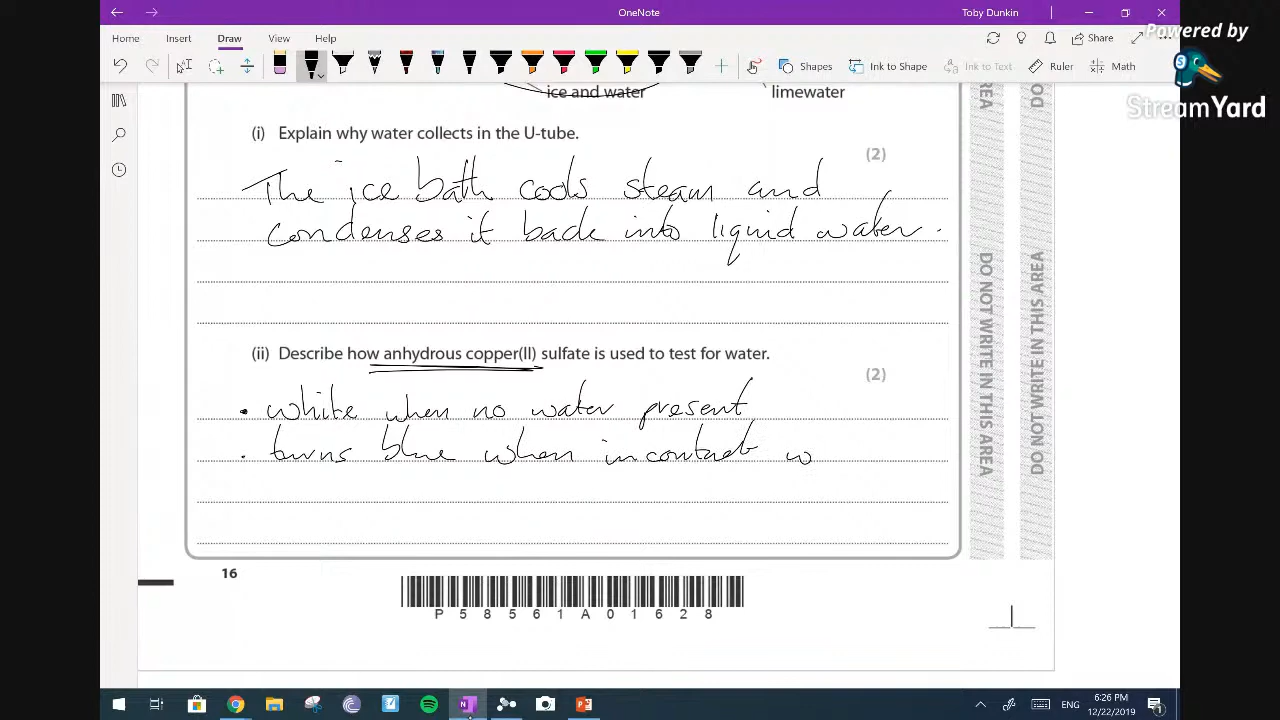 OneNote
Toby Dunkin
Powered by
StreamYard
Home Insert Draw View Help
Share
Shapes Ink to Shape Ink to Text Ruler Math
ice and water
limewater
(i) Explain why water collects in the U-tube.
(2)
The ice bath cools steam and
condenses it back into liquid water.
(ii) Describe how anhydrous copper(II) sulfate is used to test for water.
(2)
• white when no water present
• turns blue when in contact w
DO NOT WRITE IN THIS AREA
DO NOT WRITE IN THIS AREA
AREA
DO
16
P 5 8 5 6 1 A 0 1 6 2 8
ENG
6:26 PM
12/22/2019